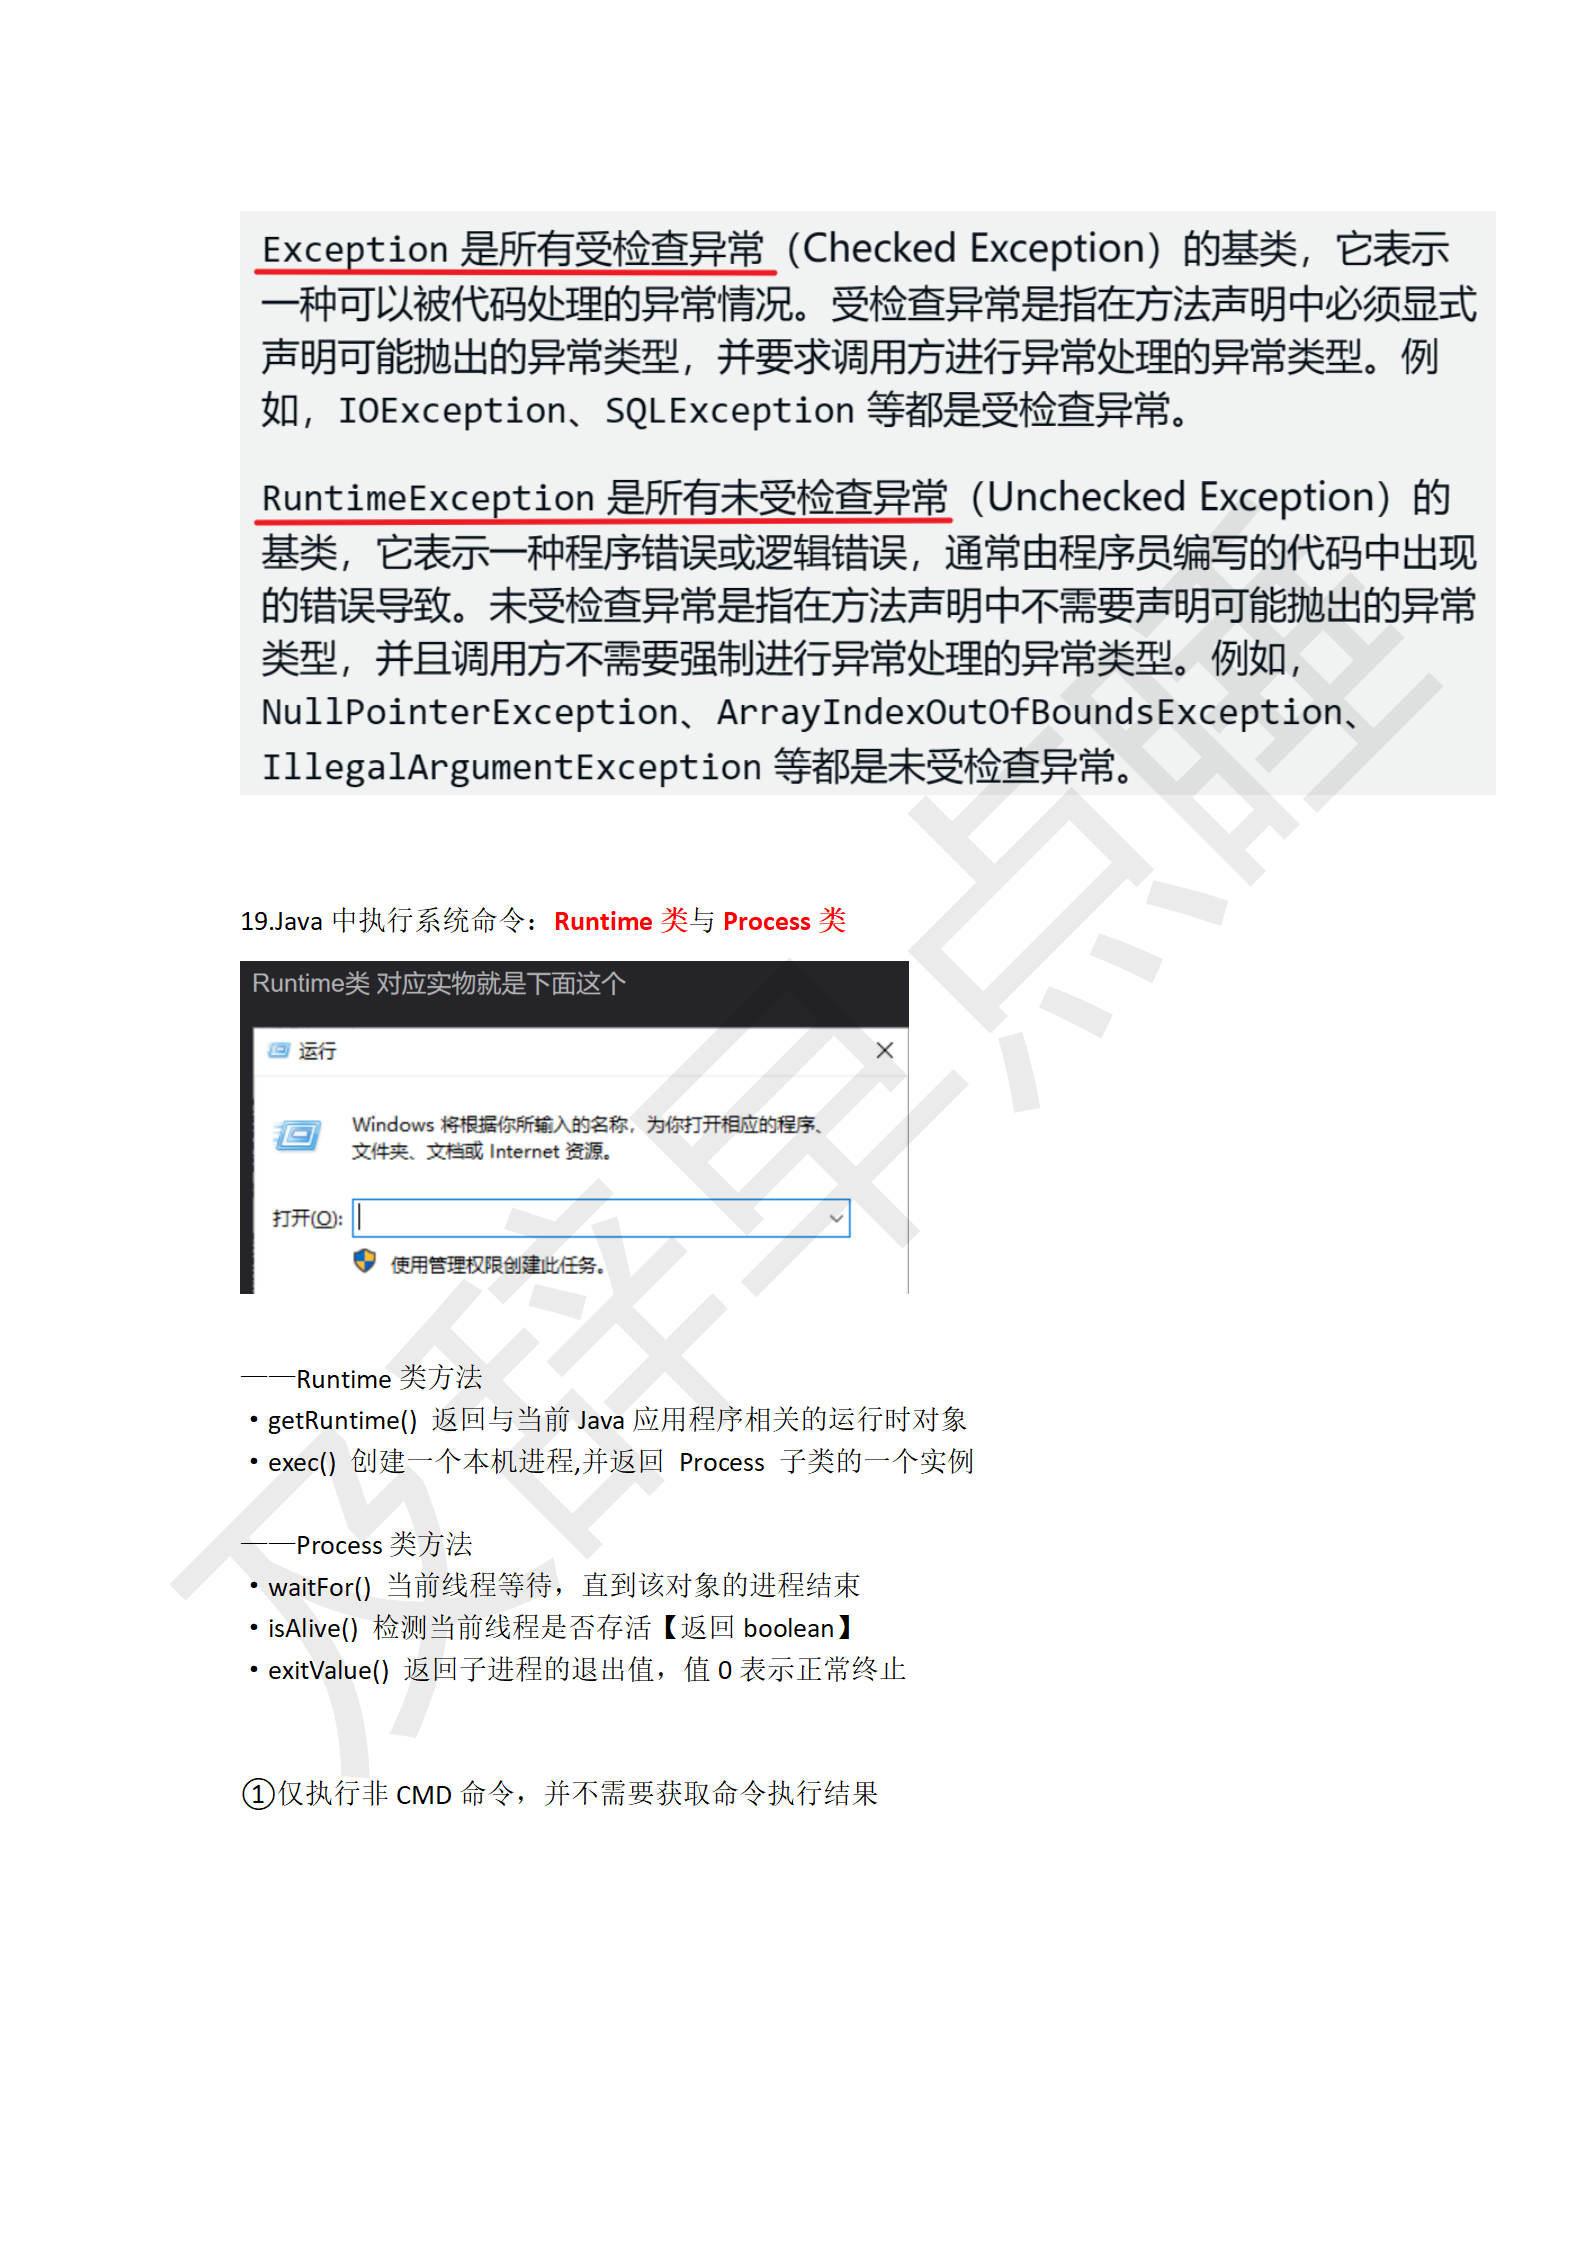 Exception 是所有受检查异常（Checked Exception）的基类，它表示
一种可以被代码处理的异常情况。受检查异常是指在方法声明中必须显式
声明可能抛出的异常类型，并要求调用方进行异常处理的异常类型。例
如，IOException、SQLException 等都是受检查异常。
RuntimeException 是所有未受检查异常（Unchecked Exception）的
基类，它表示一种程序错误或逻辑错误，通常由程序员编写的代码中出现
的错误导致。未受检查异常是指在方法声明中不需要声明可能抛出的异常
类型，并且调用方不需要强制进行异常处理的异常类型。例如，
NullPointerException、ArrayIndexOutOfBoundsException、
IllegalArgumentException 等都是未受检查异常。
19.Java 中执行系统命令：Runtime 类与 Process 类
Runtime类 对应实物就是下面这个
运行
Windows 将根据你所输入的名称，为你打开相应的程序、
文件夹、文档或 Internet 资源。
打开(O):
使用管理权限创建此任务。
——Runtime 类方法
・getRuntime() 返回与当前 Java 应用程序相关的运行时对象
・exec() 创建一个本机进程,并返回 Process 子类的一个实例
——Process 类方法
・waitFor() 当前线程等待，直到该对象的进程结束
・isAlive() 检测当前线程是否存活【返回 boolean】
・exitValue() 返回子进程的退出值，值 0 表示正常终止
①仅执行非 CMD 命令，并不需要获取命令执行结果
及辞早点睡